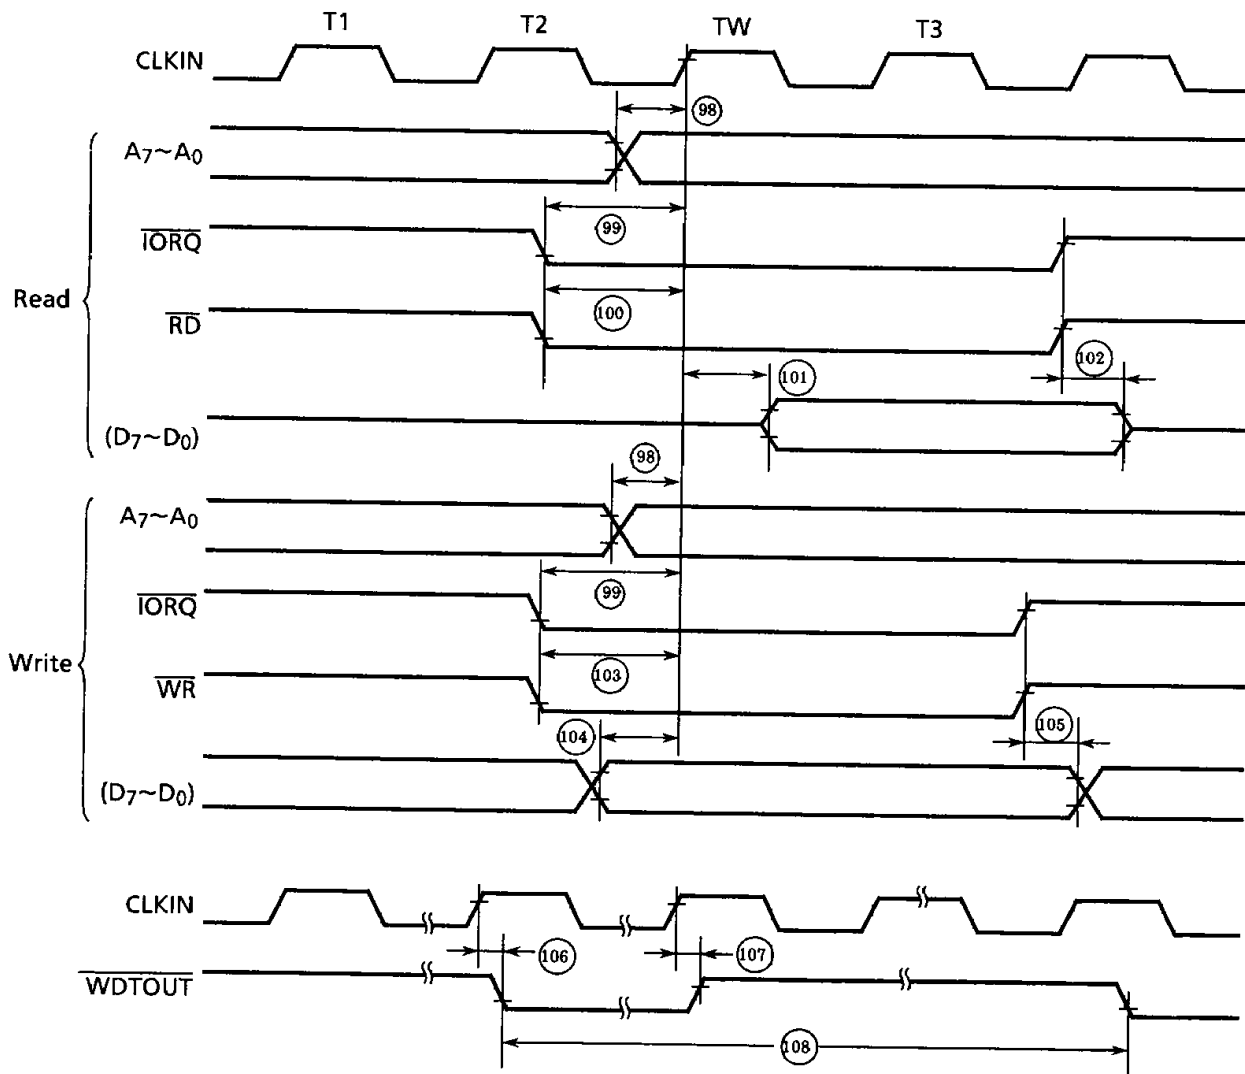 T1 T2 TW T3
CLKIN
98
A7~A0
99
IORQ
Read
100
RD
101
102
(D7~D0)
98
A7~A0
99
IORQ
Write
103
WR
104
105
(D7~D0)
CLKIN
106
107
WDTOUT
108